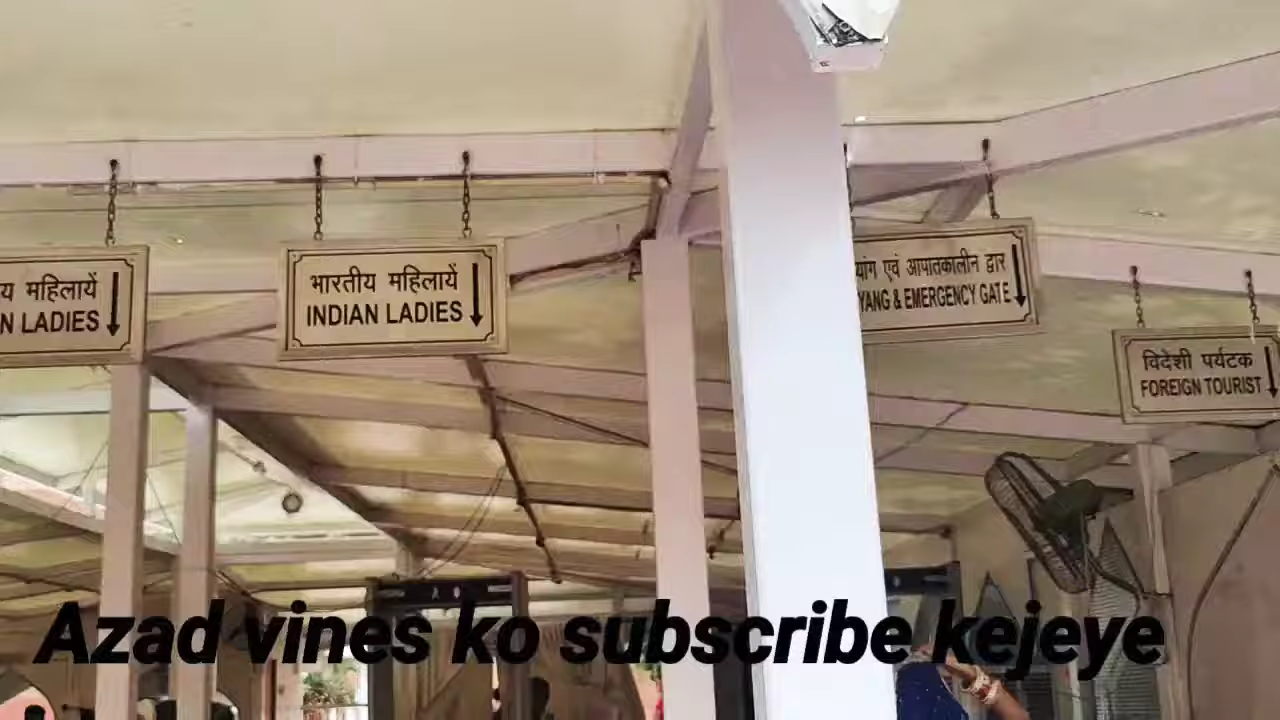 महिलायें
LADIES
भारतीय महिलायें
INDIAN LADIES
एवं आपातकालीन द्वार
& EMERGENCY GATE
विदेशी पर्यटक
FOREIGN TOURIST
Azad vines ko subscribe kejeye